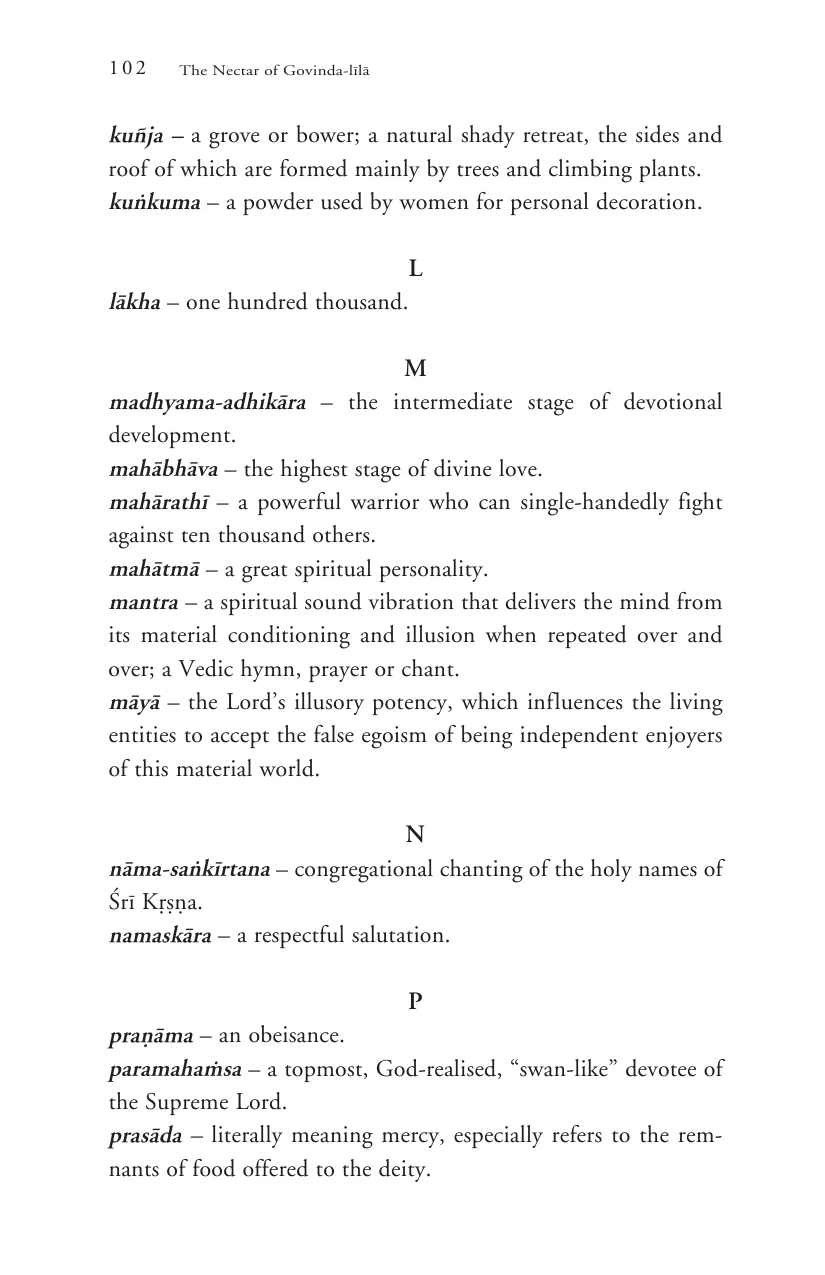 102 The Nectar of Govinda-līlā
kuñja – a grove or bower; a natural shady retreat, the sides and
roof of which are formed mainly by trees and climbing plants.
kuṅkuma – a powder used by women for personal decoration.
L
lākha – one hundred thousand.
M
madhyama-adhikāra – the intermediate stage of devotional
development.
mahābhāva – the highest stage of divine love.
mahārathī – a powerful warrior who can single-handedly fight
against ten thousand others.
mahātmā – a great spiritual personality.
mantra – a spiritual sound vibration that delivers the mind from
its material conditioning and illusion when repeated over and
over; a Vedic hymn, prayer or chant.
māyā – the Lord’s illusory potency, which influences the living
entities to accept the false egoism of being independent enjoyers
of this material world.
N
nāma-saṅkīrtana – congregational chanting of the holy names of
Śrī Kṛṣṇa.
namaskāra – a respectful salutation.
P
praṇāma – an obeisance.
paramahaṁsa – a topmost, God-realised, “swan-like” devotee of
the Supreme Lord.
prasāda – literally meaning mercy, especially refers to the rem-
nants of food offered to the deity.